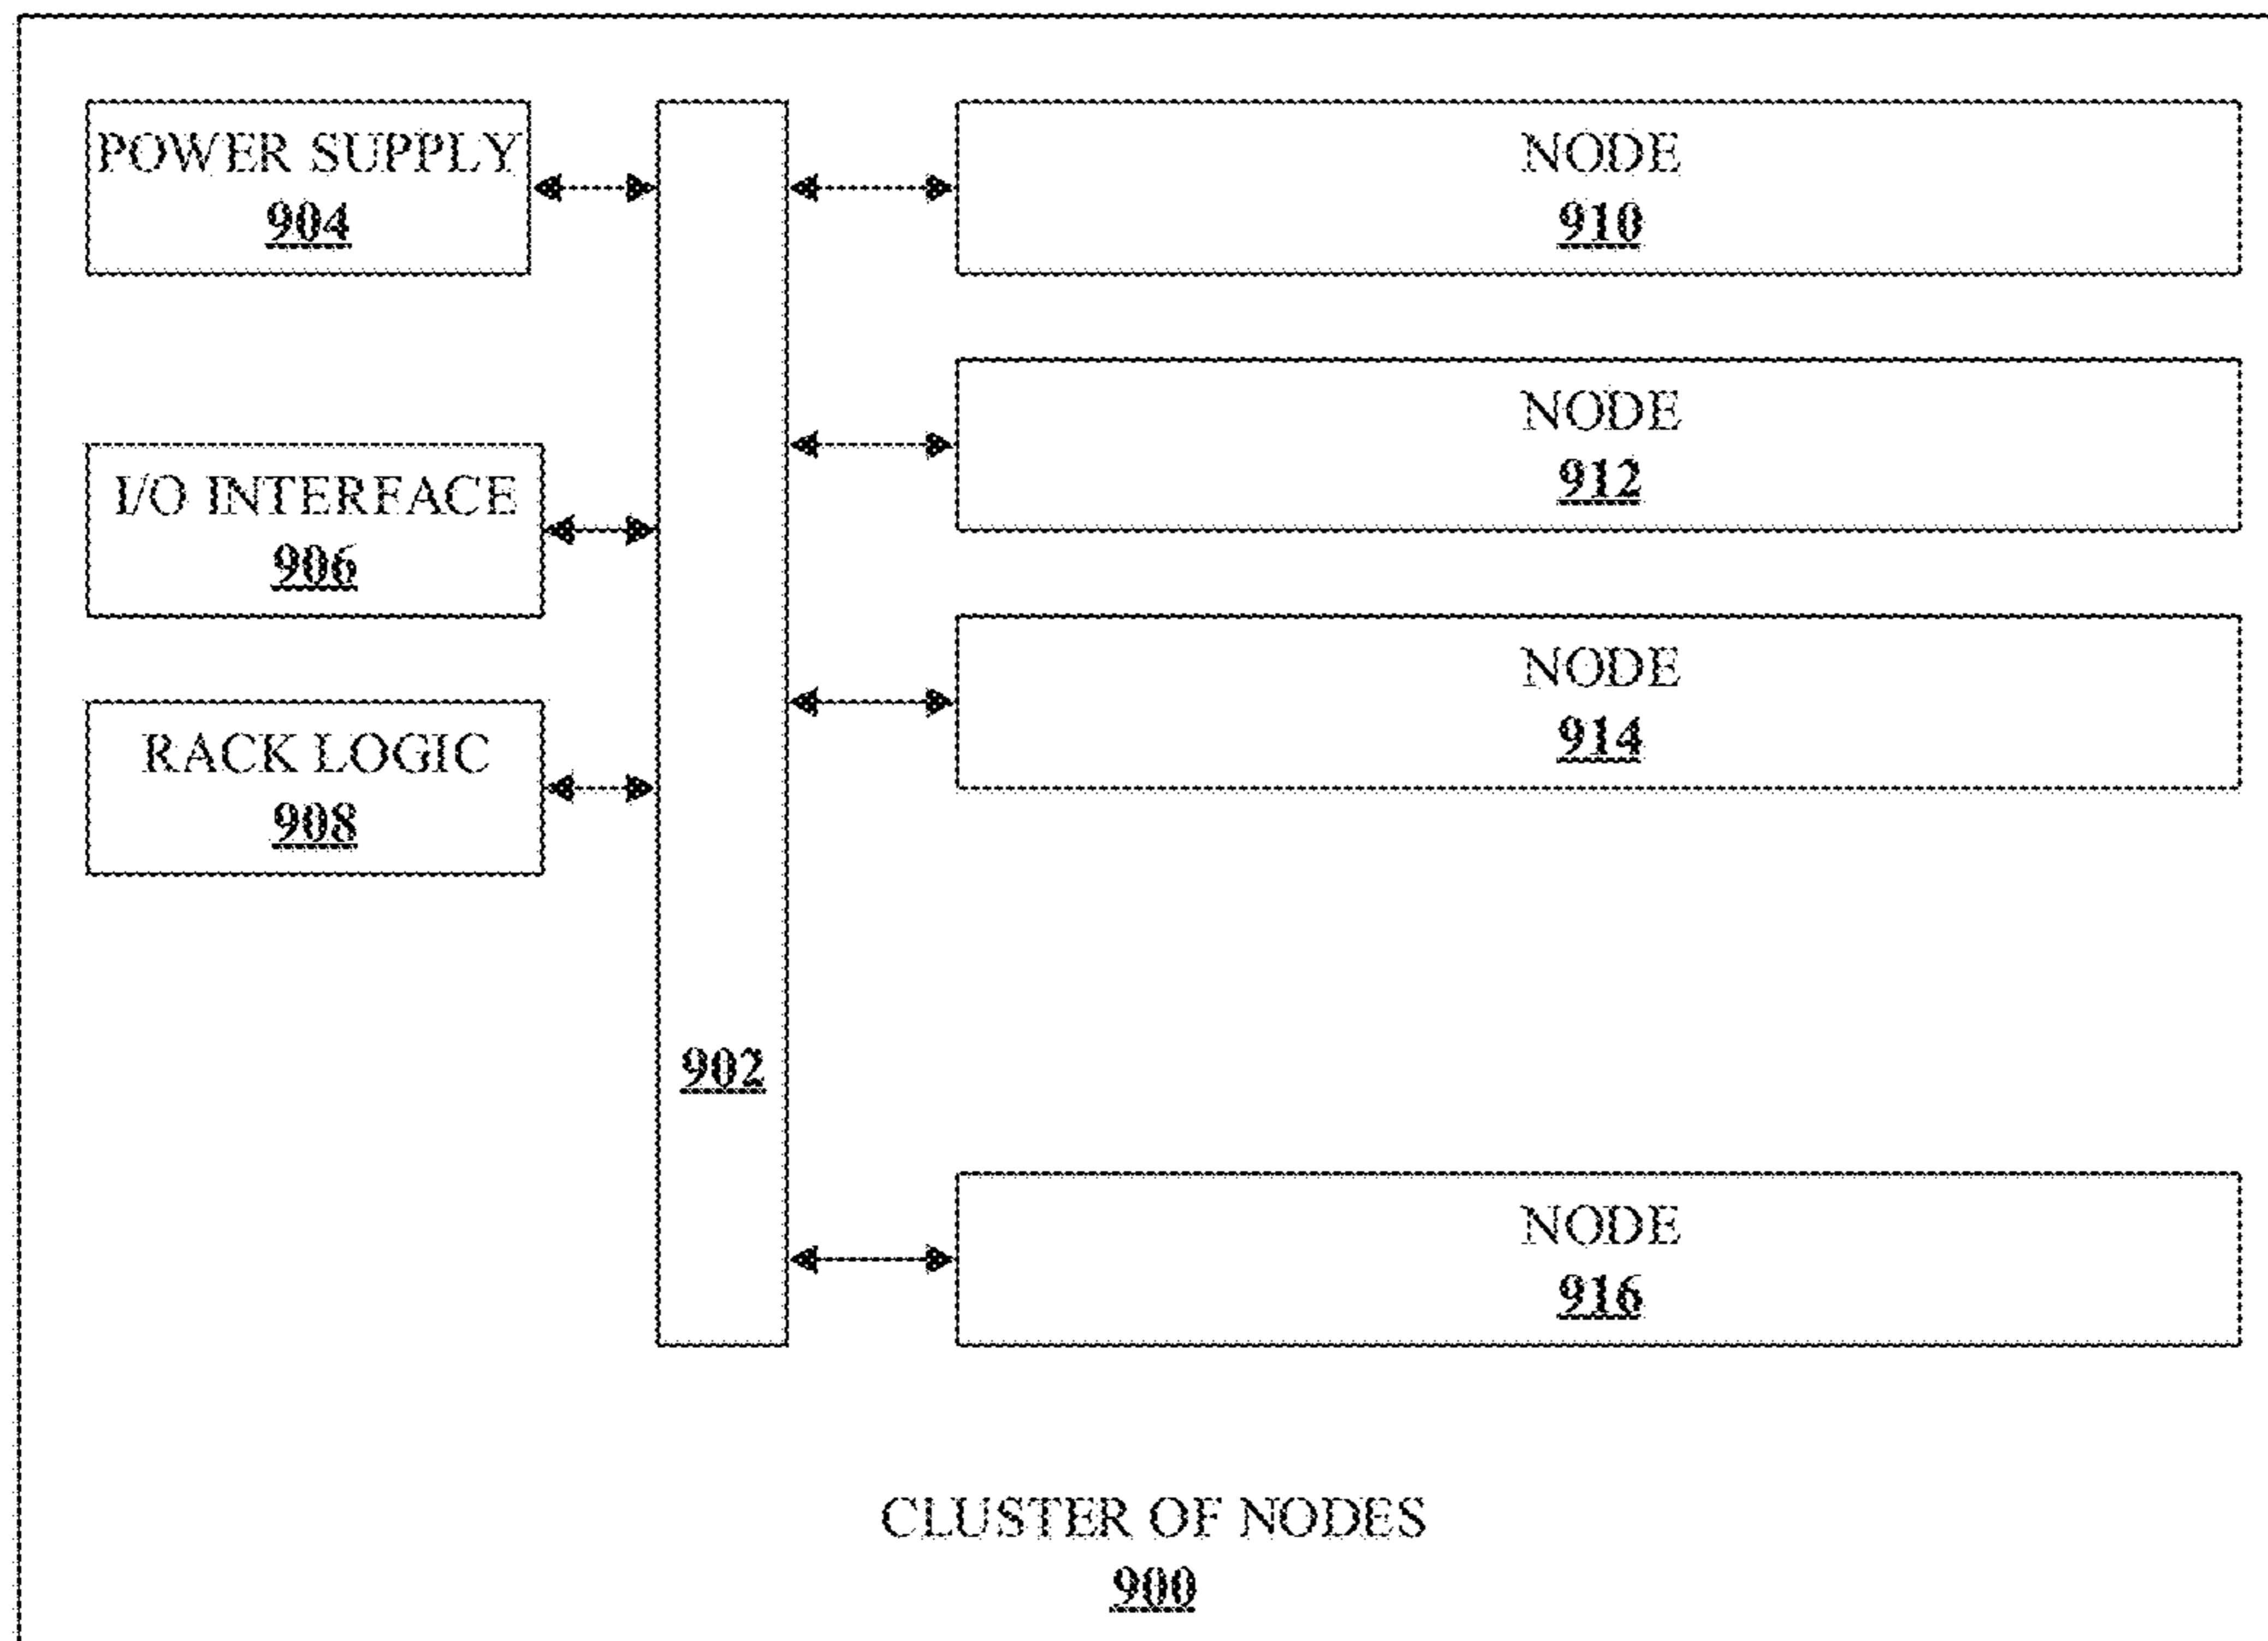 POWER SUPPLY
904
NODE
910
NODE
912
I/O INTERFACE
906
NODE
914
RACK LOGIC
908
902
NODE
916
CLUSTER OF NODES
900